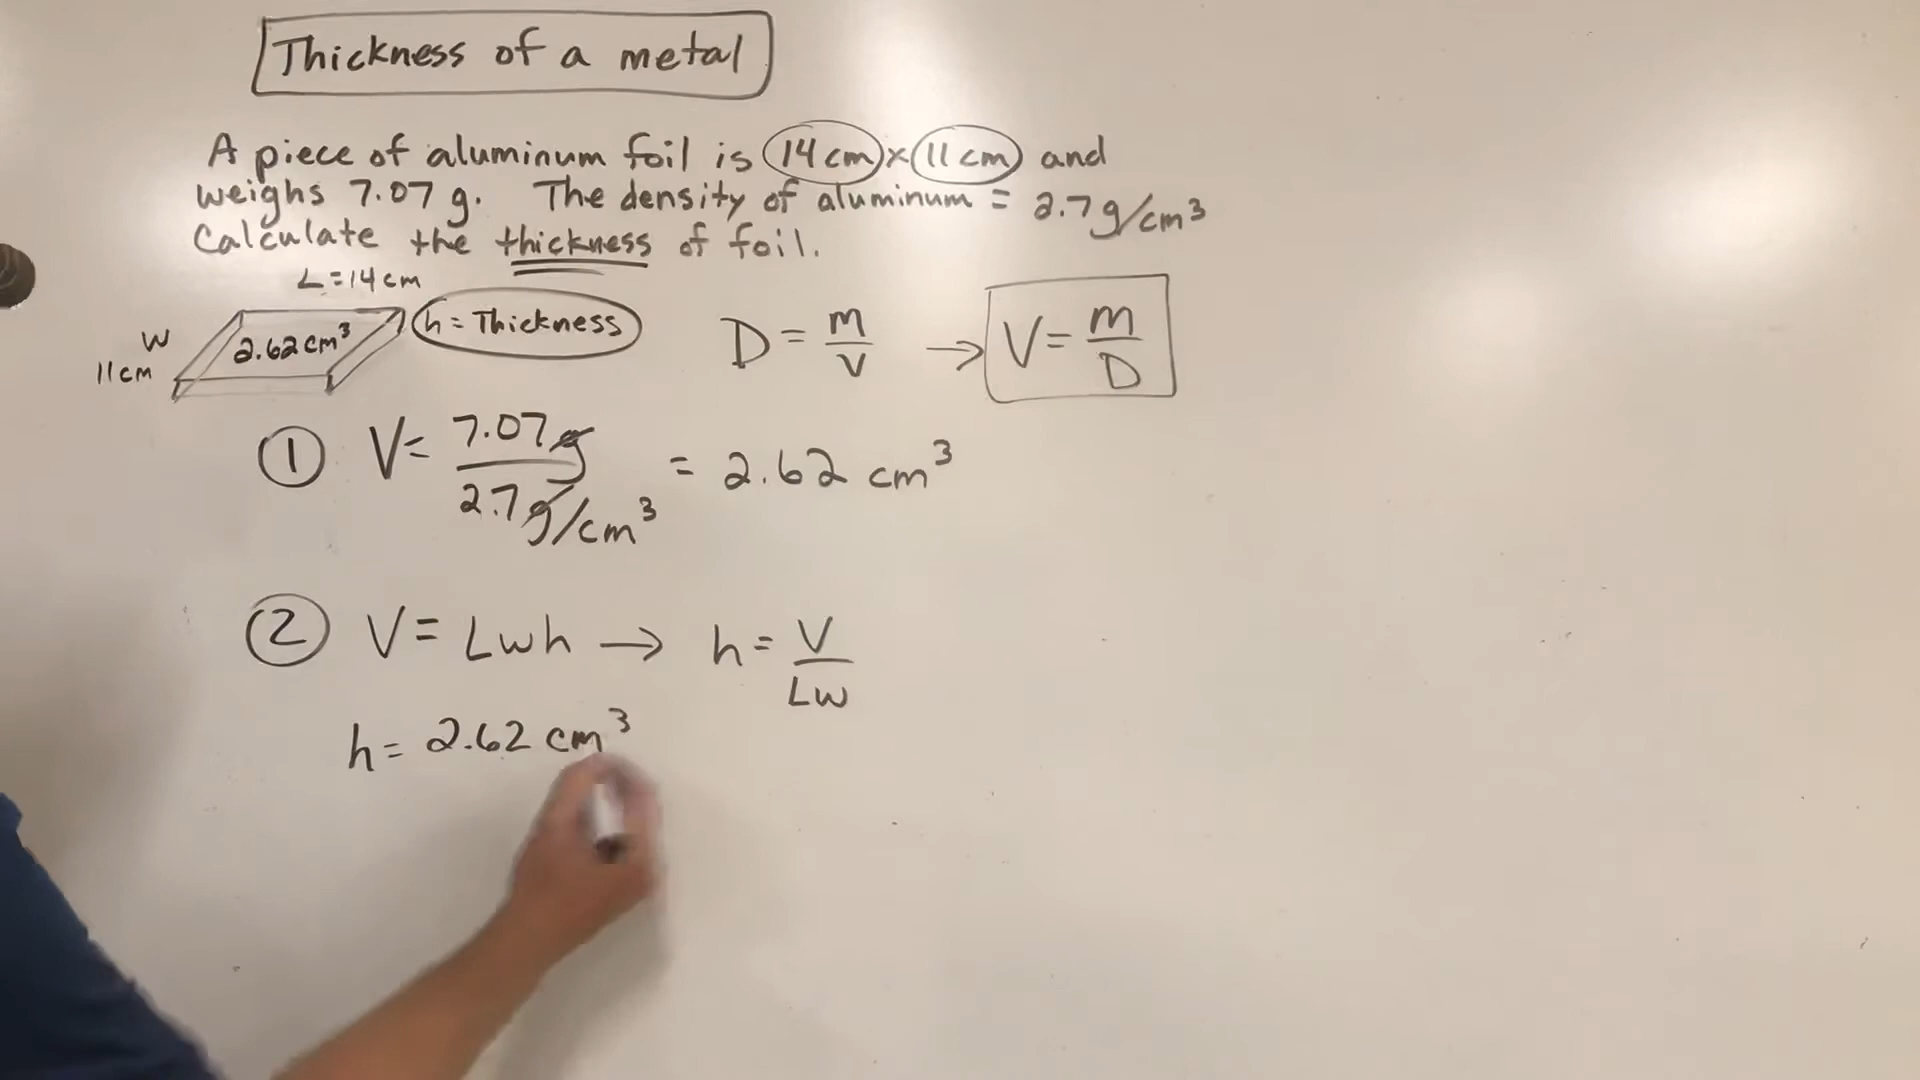 Thickness of a metal
A piece of aluminum foil is 14 cm x 11 cm and
weighs 7.07 g. The density of aluminum = 2.7 g/cm³
Calculate the thickness of foil.
L = 14 cm
W
11 cm
2.62 cm³
h = Thickness
D = m/V → V = m/D
① V = 7.07g / 2.7g/cm³ = 2.62 cm³
② V = Lwh → h = V/Lw
h = 2.62 cm³